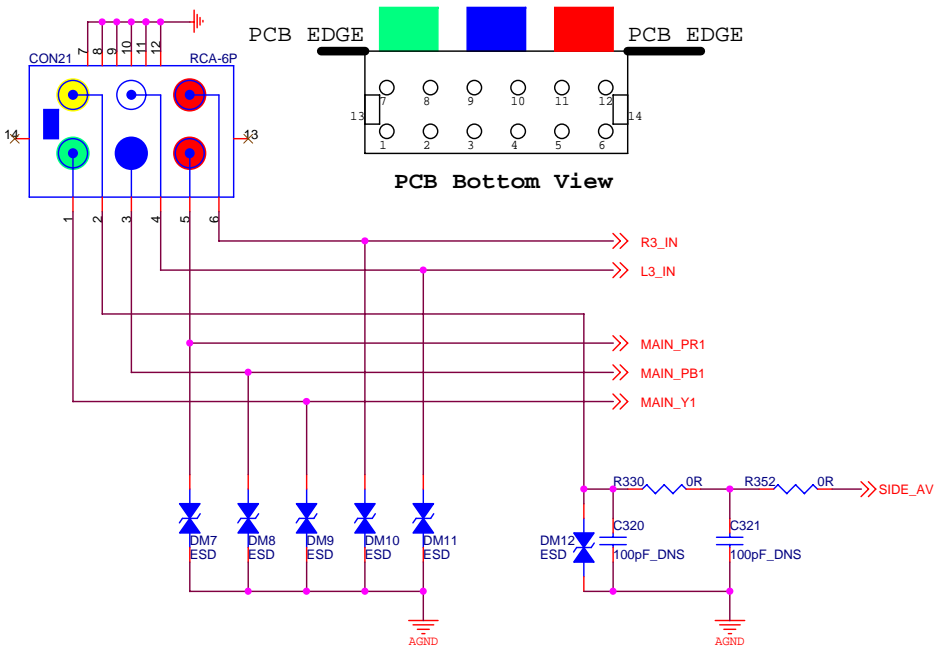 PCB EDGE
PCB EDGE
7
8
9
10
11
12
CON21
RCA-6P
14
13
1
2
3
4
5
6
7
8
9
10
11
12
13
14
1
2
3
4
5
6
PCB Bottom View
R3_IN
L3_IN
MAIN_PR1
MAIN_PB1
MAIN_Y1
R330
0R
R352
0R
SIDE_AV
DM7
ESD
DM8
ESD
DM9
ESD
DM10
ESD
DM11
ESD
DM12
ESD
C320
100pF_DNS
C321
100pF_DNS
AGND
AGND